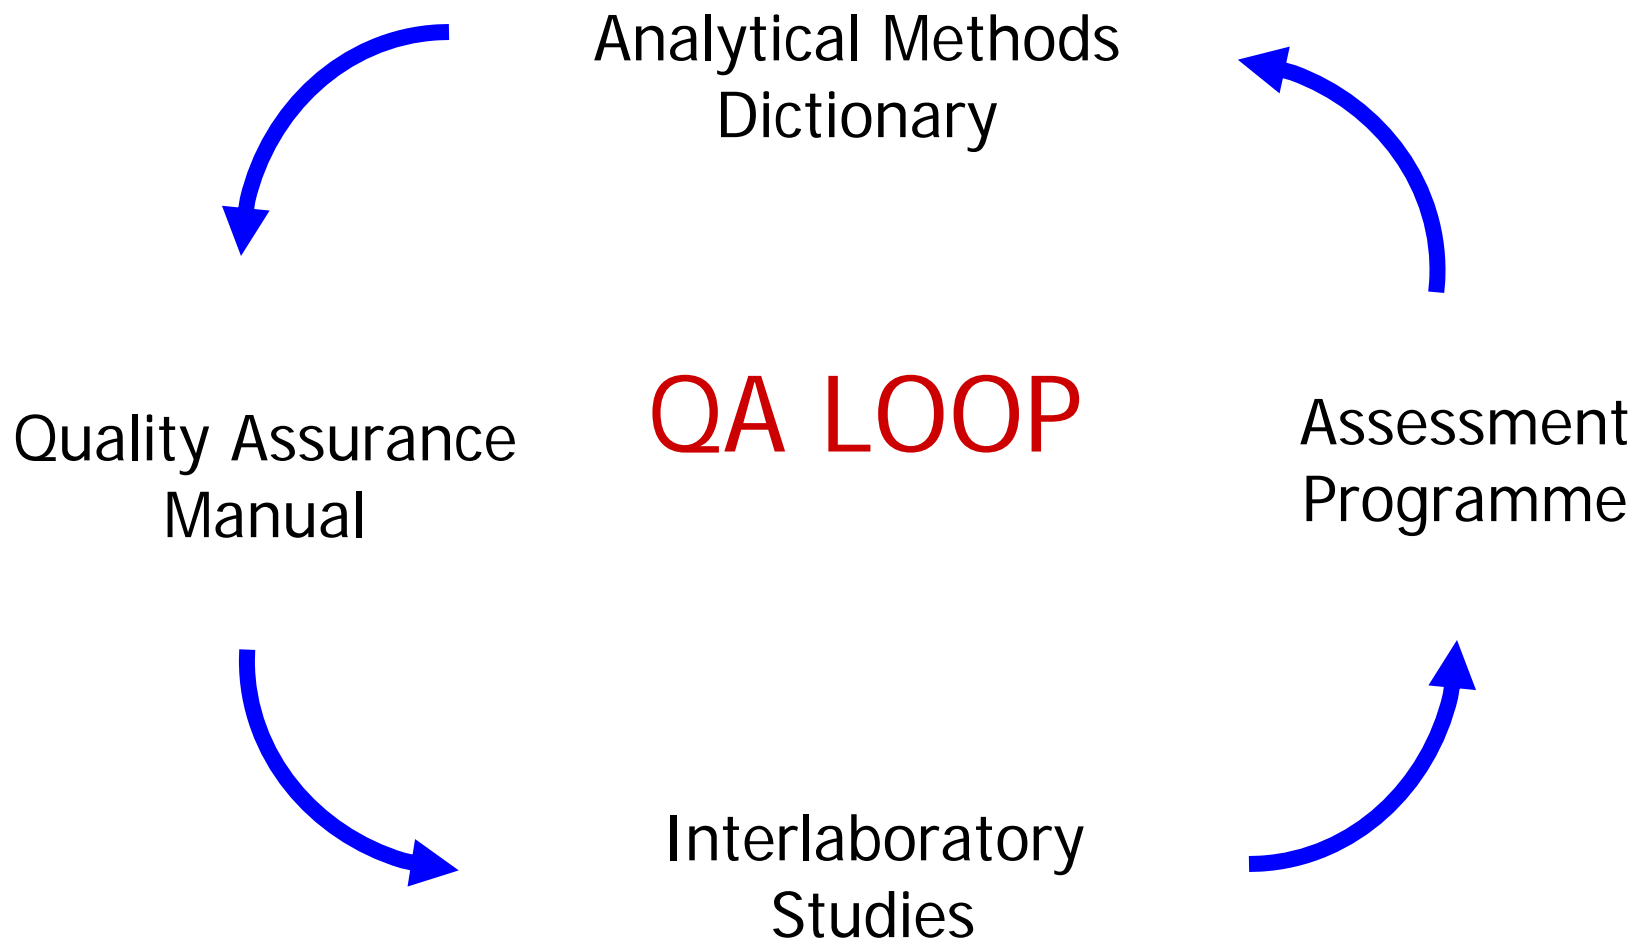 Analytical Methods
Dictionary
QA LOOP
Quality Assurance
Manual
Assessment
Programme
Interlaboratory
Studies